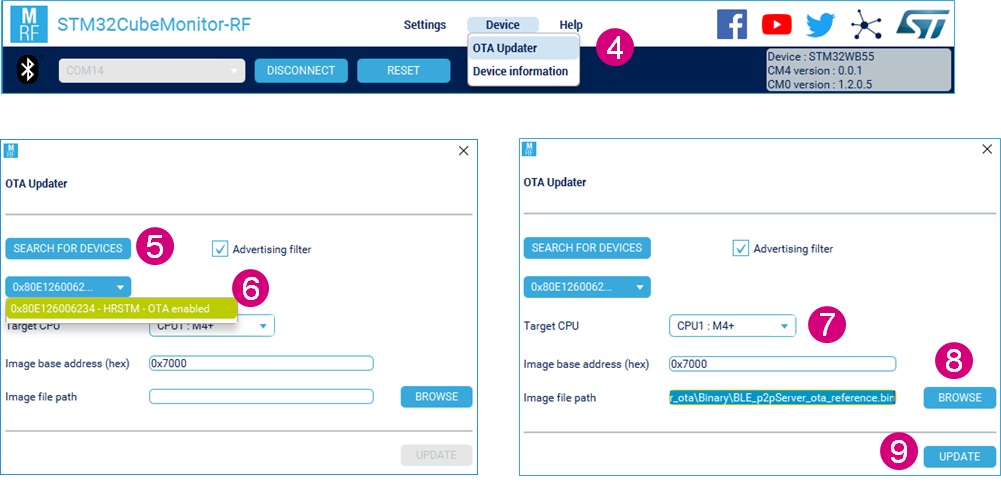 M
RF
STM32CubeMonitor-RF
Settings
Device
Help
OTA Updater
Device information
4
COM14
DISCONNECT
RESET
Device : STM32WB55
CM4 version : 0.0.1
CM0 version : 1.2.0.5
M
RF
OTA Updater
SEARCH FOR DEVICES
5
Advertising filter
0x80E1260062...
6
0x80E126006234 - HRSTM - OTA enabled
Target CPU
CPU1 : M4+
Image base address (hex)
0x7000
Image file path
BROWSE
UPDATE
M
RF
OTA Updater
SEARCH FOR DEVICES
Advertising filter
0x80E1260062...
Target CPU
CPU1 : M4+
7
Image base address (hex)
0x7000
8
Image file path
r_ota\Binary\BLE_p2pServer_ota_reference.bin
BROWSE
9
UPDATE